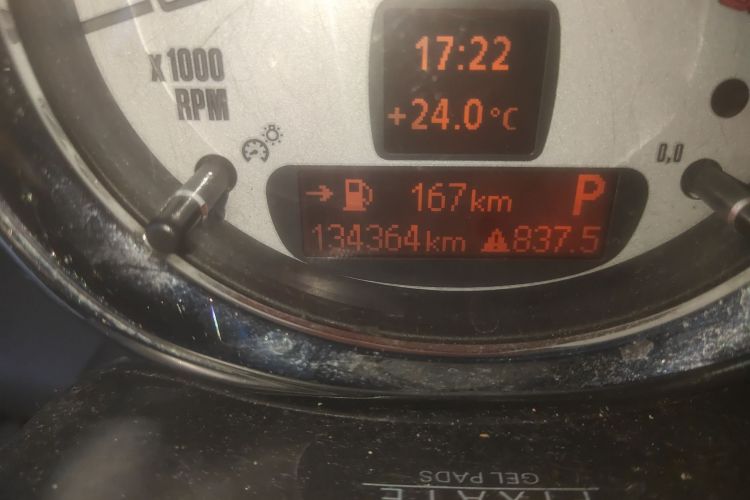 17:22
x1000
RPM
+24.0°C
0,0
→ 167km P
134364km 837.5
GEL PADS